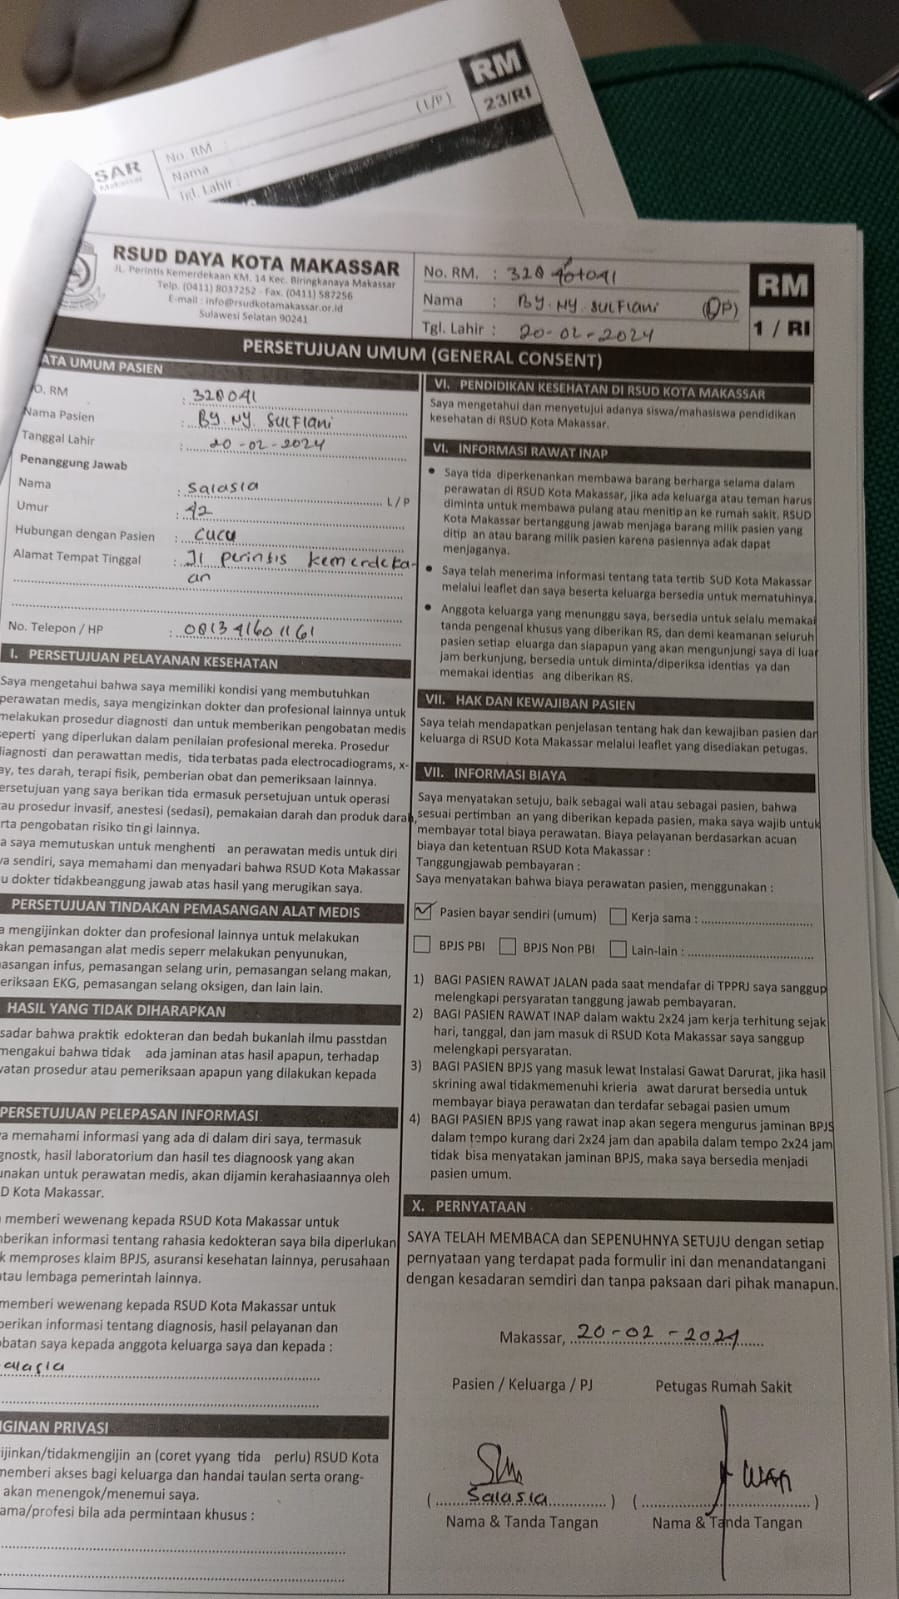 RM
23/RI
(L/P)
SAR
Makassar
No. RM
Nama
Tgl. Lahir :
RSUD DAYA KOTA MAKASSAR
JL. Perintis Kemerdekaan KM. 14 Kec. Biringkanaya Makassar
Telp. (0411) 8037252 - Fax. (0411) 587256
E-mail : info@rsudkotamakassar.or.id
Sulawesi Selatan 90241
No. RM. :
Nama : BY. NY. SULFIANI (L/P)
Tgl. Lahir : 20-02-2024
RM
1 / RI
PERSETUJUAN UMUM (GENERAL CONSENT)
ATA UMUM PASIEN
O. RM : 328041
Nama Pasien : BY. NY. SULFIANI
Tanggal Lahir : 20-02-2024
Penanggung Jawab
Nama : Salasia L/P
Umur : 42
Hubungan dengan Pasien : CUCU
Alamat Tempat Tinggal : Jl perintis kemerdeka-
an
No. Telepon / HP : 081341601161
I. PERSETUJUAN PELAYANAN KESEHATAN
Saya mengetahui bahwa saya memiliki kondisi yang membutuhkan
perawatan medis, saya mengizinkan dokter dan profesional lainnya untuk
melakukan prosedur diagnosti dan untuk memberikan pengobatan medis
seperti yang diperlukan dalam penilaian profesional mereka. Prosedur
diagnosti dan perawattan medis, tida terbatas pada electrocadiograms, x-
ay, tes darah, terapi fisik, pemberian obat dan pemeriksaan lainnya.
ersetujuan yang saya berikan tida ermasuk persetujuan untuk operasi
au prosedur invasif, anestesi (sedasi), pemakaian darah dan produk darah,
rta pengobatan risiko tin gi lainnya.
a saya memutuskan untuk menghenti an perawatan medis untuk diri
ya sendiri, saya memahami dan menyadari bahwa RSUD Kota Makassar
u dokter tidakbeanggung jawab atas hasil yang merugikan saya.
PERSETUJUAN TINDAKAN PEMASANGAN ALAT MEDIS
a mengijinkan dokter dan profesional lainnya untuk melakukan
akan pemasangan alat medis seperr melakukan penyunukan,
asangan infus, pemasangan selang urin, pemasangan selang makan,
eriksaan EKG, pemasangan selang oksigen, dan lain lain.
HASIL YANG TIDAK DIHARAPKAN
sadar bahwa praktik edokteran dan bedah bukanlah ilmu passtdan
mengakui bahwa tidak ada jaminan atas hasil apapun, terhadap
watan prosedur atau pemeriksaan apapun yang dilakukan kepada
PERSETUJUAN PELEPASAN INFORMASI
a memahami informasi yang ada di dalam diri saya, termasuk
gnostk, hasil laboratorium dan hasil tes diagnoosk yang akan
unakan untuk perawatan medis, akan dijamin kerahasiaannya oleh
D Kota Makassar.
memberi wewenang kepada RSUD Kota Makassar untuk
nberikan informasi tentang rahasia kedokteran saya bila diperlukan
k memproses klaim BPJS, asuransi kesehatan lainnya, perusahaan
atau lembaga pemerintah lainnya.
memberi wewenang kepada RSUD Kota Makassar untuk
berikan informasi tentang diagnosis, hasil pelayanan dan
obatan saya kepada anggota keluarga saya dan kepada :
alasia
GINAN PRIVASI
ijinkan/tidakmengijin an (coret yyang tida perlu) RSUD Kota
memberi akses bagi keluarga dan handai taulan serta orang-
akan menengok/menemui saya.
ama/profesi bila ada permintaan khusus :
VI. PENDIDIKAN KESEHATAN DI RSUD KOTA MAKASSAR
Saya mengetahui dan menyetujui adanya siswa/mahasiswa pendidikan
kesehatan di RSUD Kota Makassar.
VI. INFORMASI RAWAT INAP
• Saya tida diperkenankan membawa barang berharga selama dalam
perawatan di RSUD Kota Makassar, jika ada keluarga atau teman harus
diminta untuk membawa pulang atau menitip an ke rumah sakit. RSUD
Kota Makassar bertanggung jawab menjaga barang milik pasien yang
ditip an atau barang milik pasien karena pasiennya adak dapat
menjaganya.
• Saya telah menerima informasi tentang tata tertib SUD Kota Makassar
melalui leaflet dan saya beserta keluarga bersedia untuk mematuhinya.
• Anggota keluarga yang menunggu saya, bersedia untuk selalu memakai
tanda pengenal khusus yang diberikan RS, dan demi keamanan seluruh
pasien setiap eluarga dan siapapun yang akan mengunjungi saya di luar
jam berkunjung, bersedia untuk diminta/diperiksa identias ya dan
memakai identias ang diberikan RS.
VII. HAK DAN KEWAJIBAN PASIEN
Saya telah mendapatkan penjelasan tentang hak dan kewajiban pasien dan
keluarga di RSUD Kota Makassar melalui leaflet yang disediakan petugas.
VII. INFORMASI BIAYA
Saya menyatakan setuju, baik sebagai wali atau sebagai pasien, bahwa
sesuai pertimban an yang diberikan kepada pasien, maka saya wajib untuk
membayar total biaya perawatan. Biaya pelayanan berdasarkan acuan
biaya dan ketentuan RSUD Kota Makassar :
Tanggungjawab pembayaran :
Saya menyatakan bahwa biaya perawatan pasien, menggunakan :
Pasien bayar sendiri (umum) Kerja sama :
BPJS PBI BPJS Non PBI Lain-lain :
1) BAGI PASIEN RAWAT JALAN pada saat mendafar di TPPRJ saya sanggup
melengkapi persyaratan tanggung jawab pembayaran.
2) BAGI PASIEN RAWAT INAP dalam waktu 2x24 jam kerja terhitung sejak
hari, tanggal, dan jam masuk di RSUD Kota Makassar saya sanggup
melengkapi persyaratan.
3) BAGI PASIEN BPJS yang masuk lewat Instalasi Gawat Darurat, jika hasil
skrining awal tidakmemenuhi krieria awat darurat bersedia untuk
membayar biaya perawatan dan terdafar sebagai pasien umum
4) BAGI PASIEN BPJS yang rawat inap akan segera mengurus jaminan BPJS
dalam tempo kurang dari 2x24 jam dan apabila dalam tempo 2x24 jam
tidak bisa menyatakan jaminan BPJS, maka saya bersedia menjadi
pasien umum.
X. PERNYATAAN
SAYA TELAH MEMBACA dan SEPENUHNYA SETUJU dengan setiap
pernyataan yang terdapat pada formulir ini dan menandatangani
dengan kesadaran semdiri dan tanpa paksaan dari pihak manapun.
Makassar, 20-02-2024
Pasien / Keluarga / PJ Petugas Rumah Sakit
(Salasia) ( )
Nama & Tanda Tangan Nama & Tanda Tangan